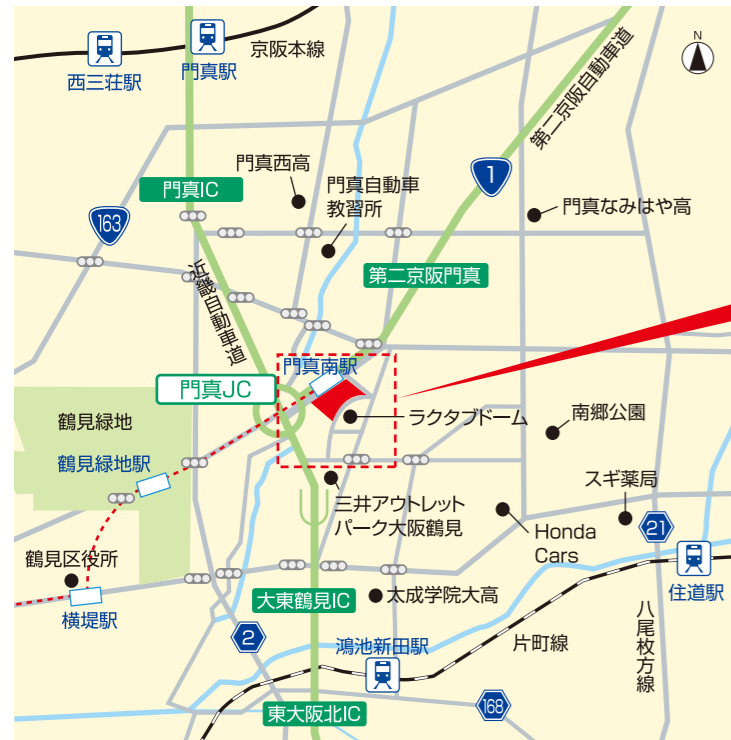 N
京阪本線
西三荘駅
門真駅
第二京阪自動車道
門真西高
門真自動車
教習所
1
門真IC
163
門真なみはや高
近畿自動車道
第二京阪門真
門真南駅
門真JC
ラクタブドーム
南郷公園
鶴見緑地
鶴見緑地駅
三井アウトレット
パーク大阪鶴見
スギ薬局
Honda
Cars
21
鶴見区役所
横堤駅
大東鶴見IC
太成学院大高
住道駅
2
鴻池新田駅
片町線
八尾枚方線
東大阪北IC
168